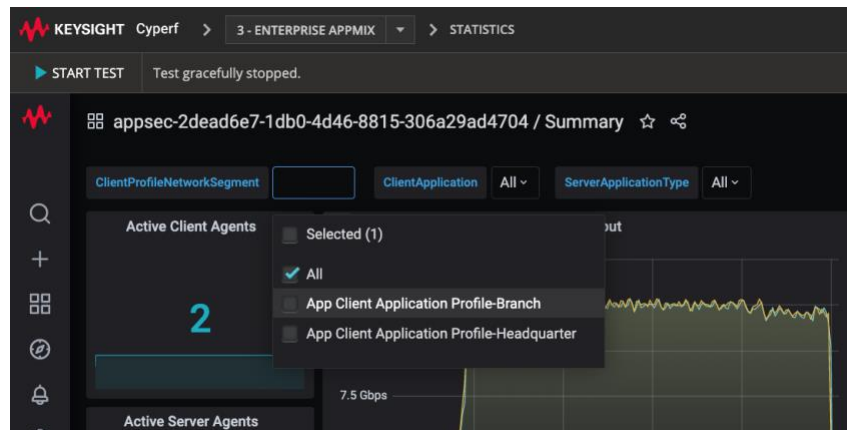 KEYSIGHT Cyperf > 3 - ENTERPRISE APPMIX > STATISTICS
START TEST Test gracefully stopped.
appsec-2dead6e7-1db0-4d46-8815-306a29ad4704 / Summary
ClientProfileNetworkSegment ClientApplication All ServerApplicationType All
Active Client Agents
Selected (1)
put
All
App Client Application Profile-Branch
2
App Client Application Profile-Headquarter
7.5 Gbps
Active Server Agents